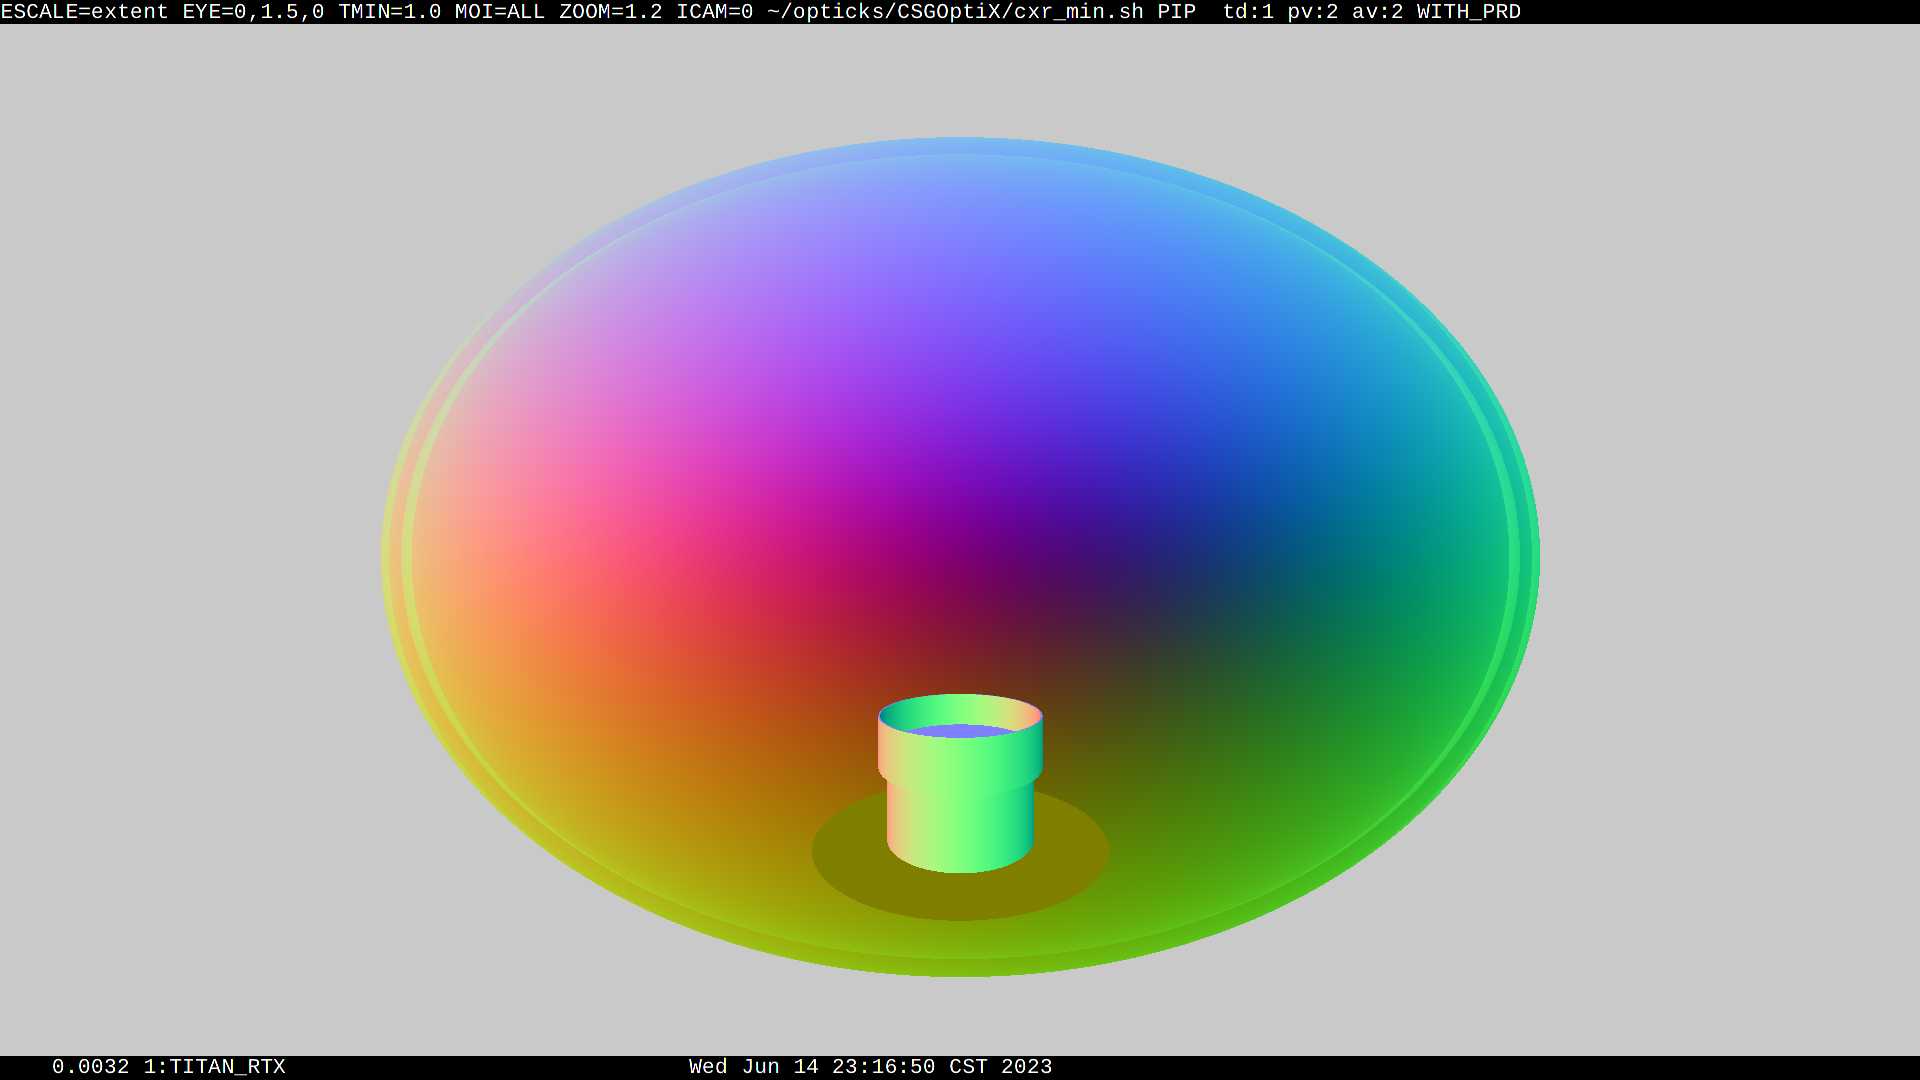 ESCALE=extent EYE=0,1.5,0 TMIN=1.0 MOI=ALL ZOOM=1.2 ICAM=0 ~/opticks/CSGOptiX/cxr_min.sh PIP  td:1 pv:2 av:2 WITH_PRD
0.0032 1:TITAN_RTX
Wed Jun 14 23:16:50 CST 2023